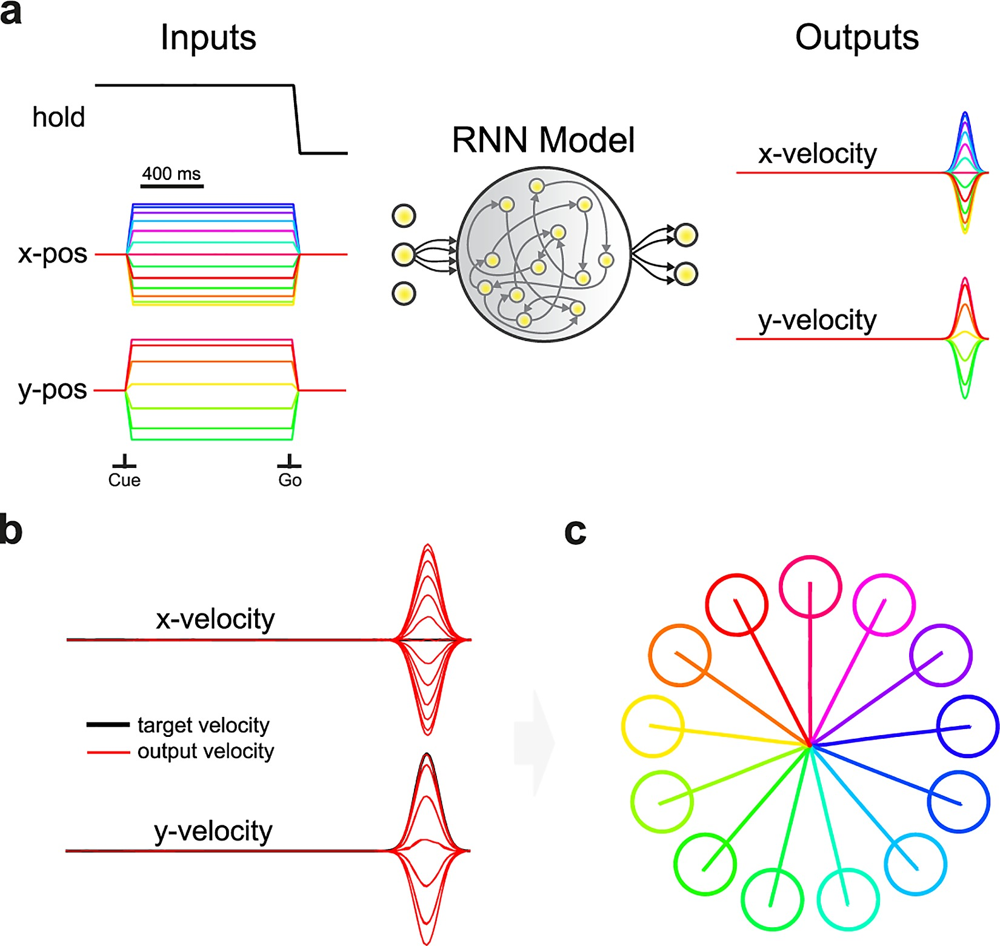 a
Inputs
Outputs
hold
RNN Model
x-velocity
400 ms
x-pos
y-velocity
y-pos
Cue
Go
b
c
x-velocity
target velocity
output velocity
y-velocity